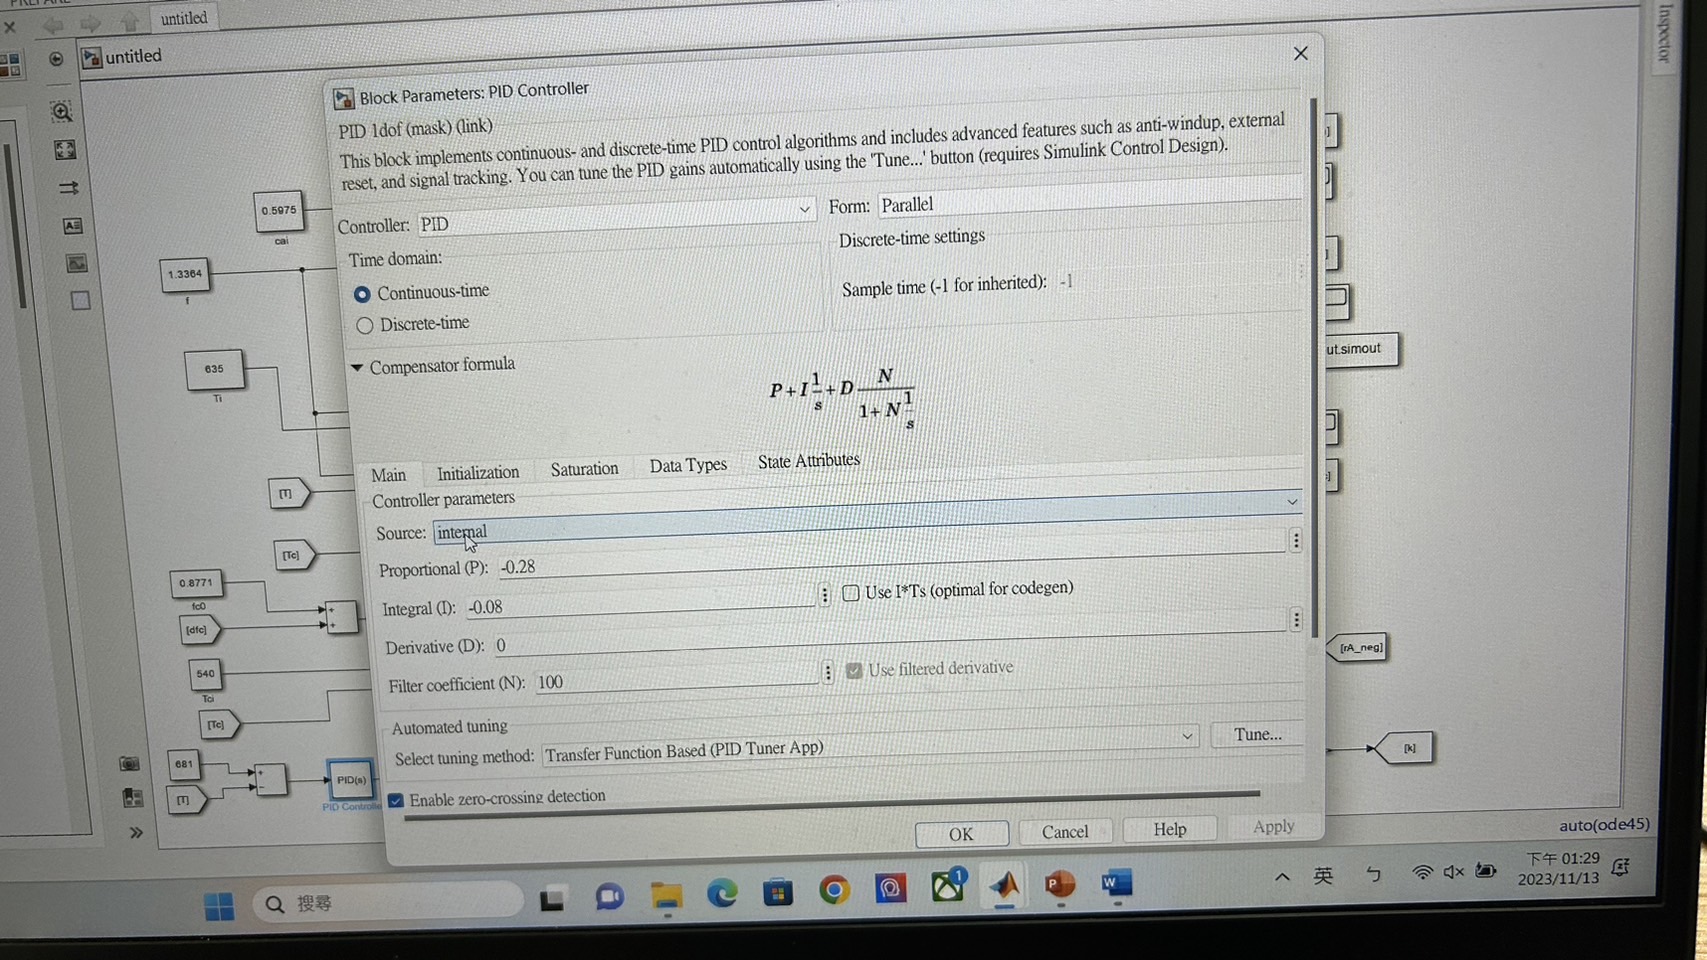 untitled
Inspector
untitled
Block Parameters: PID Controller
PID 1dof (mask) (link)
This block implements continuous- and discrete-time PID control algorithms and includes advanced features such as anti-windup, external
reset, and signal tracking. You can tune the PID gains automatically using the 'Tune...' button (requires Simulink Control Design).
Controller: PID
Form: Parallel
Time domain:
Discrete-time settings
Continuous-time
Sample time (-1 for inherited): -1
Discrete-time
Compensator formula
P + I 1/s + D N/(1 + N 1/s)
Main Initialization Saturation Data Types State Attributes
Controller parameters
Source: internal
Proportional (P): -0.28
Integral (I): -0.08
Use I*Ts (optimal for codegen)
Derivative (D): 0
Filter coefficient (N): 100
Use filtered derivative
Automated tuning
Select tuning method: Transfer Function Based (PID Tuner App)
Tune...
Enable zero-crossing detection
OK Cancel Help Apply
0.5975
cai
1.3364
f
635
Ti
[T]
[Tc]
0.8771
fc0
[dfc]
540
Tci
[Tc]
681
[T]
PID(s)
ut.simout
[rA_neg]
[k]
auto(ode45)
搜尋
1
英
ㄅ
下午 01:29
2023/11/13